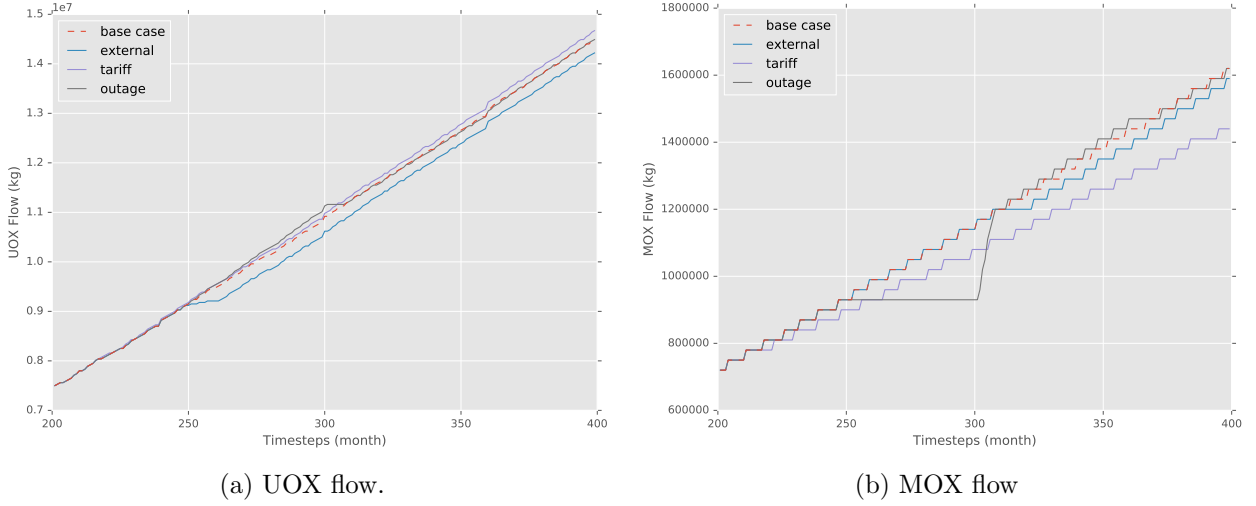 1e7
1.5
1.4
1.3
1.2
1.1
1.0
0.9
0.8
0.7
UOX Flow (kg)
base case
external
tariff
outage
200
250
300
350
400
Timesteps (month)
(a) UOX flow.
1800000
1600000
1400000
1200000
1000000
800000
600000
MOX Flow (kg)
base case
external
tariff
outage
200
250
300
350
400
Timesteps (month)
(b) MOX flow